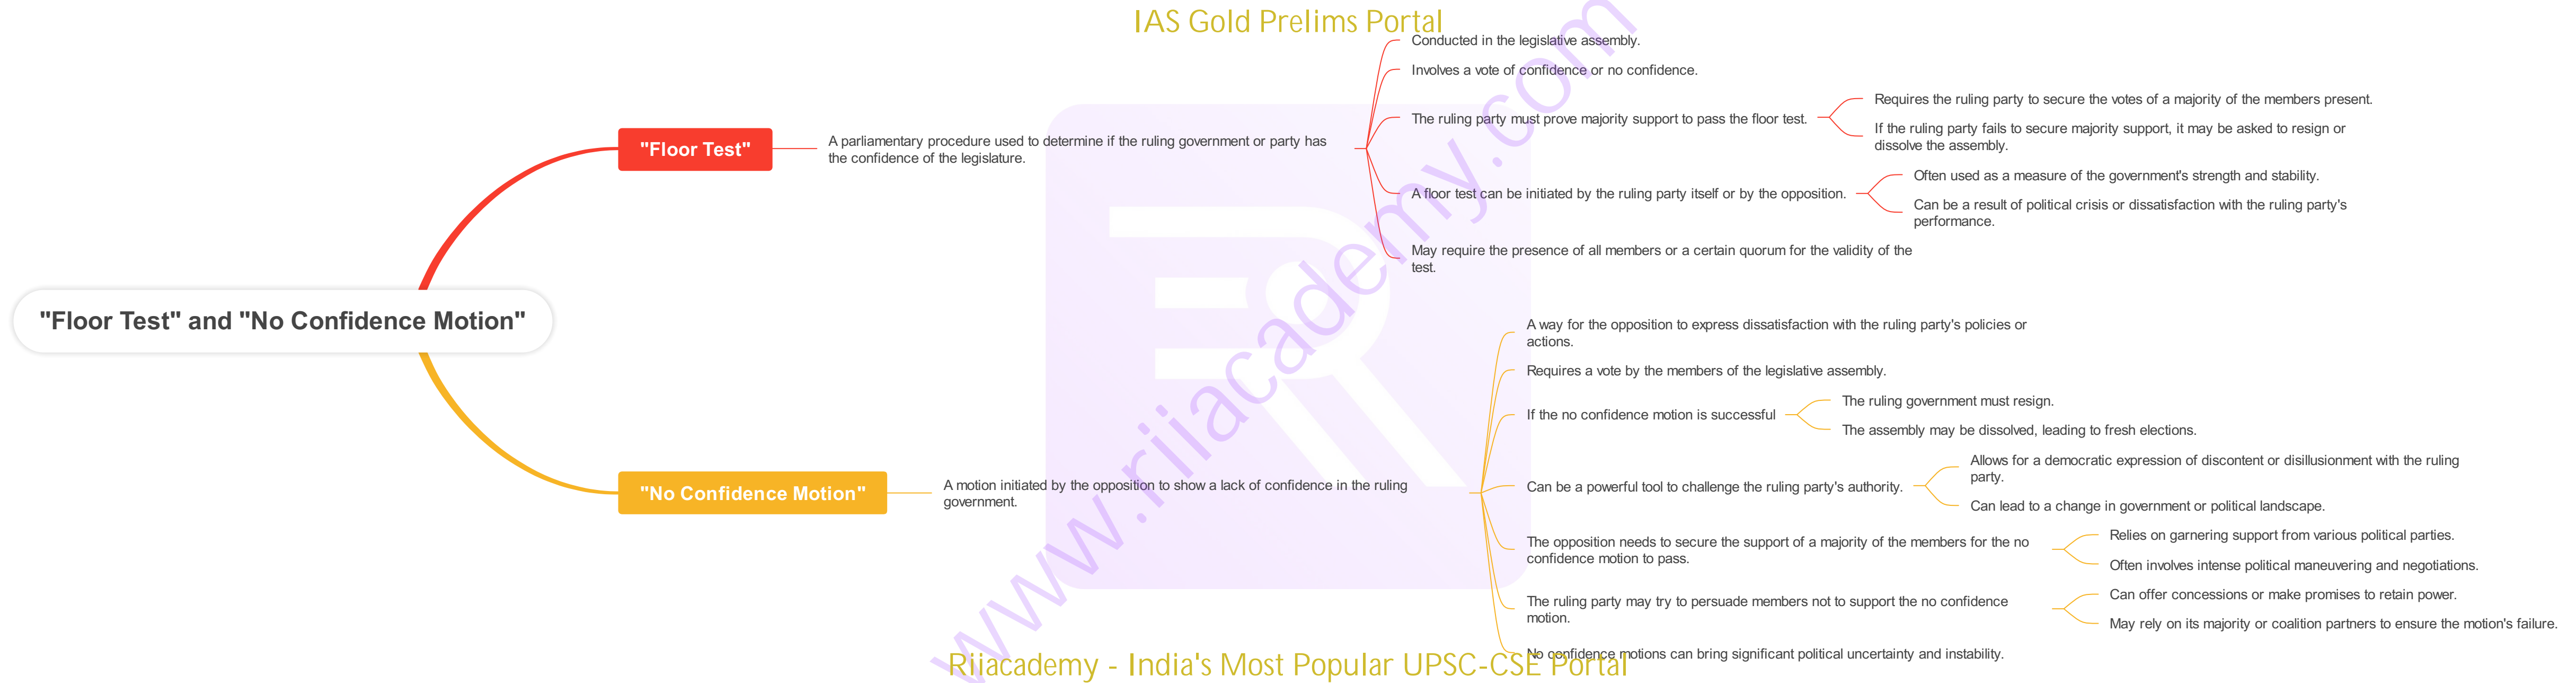 IAS Gold Prelims Portal
"Floor Test" and "No Confidence Motion"
"Floor Test"
A parliamentary procedure used to determine if the ruling government or party has
the confidence of the legislature.
Conducted in the legislative assembly.
Involves a vote of confidence or no confidence.
The ruling party must prove majority support to pass the floor test.
Requires the ruling party to secure the votes of a majority of the members present.
If the ruling party fails to secure majority support, it may be asked to resign or
dissolve the assembly.
A floor test can be initiated by the ruling party itself or by the opposition.
Often used as a measure of the government's strength and stability.
Can be a result of political crisis or dissatisfaction with the ruling party's
performance.
May require the presence of all members or a certain quorum for the validity of the
test.
"No Confidence Motion"
A motion initiated by the opposition to show a lack of confidence in the ruling
government.
A way for the opposition to express dissatisfaction with the ruling party's policies or
actions.
Requires a vote by the members of the legislative assembly.
If the no confidence motion is successful
The ruling government must resign.
The assembly may be dissolved, leading to fresh elections.
Can be a powerful tool to challenge the ruling party's authority.
Allows for a democratic expression of discontent or disillusionment with the ruling
party.
Can lead to a change in government or political landscape.
The opposition needs to secure the support of a majority of the members for the no
confidence motion to pass.
Relies on garnering support from various political parties.
Often involves intense political maneuvering and negotiations.
The ruling party may try to persuade members not to support the no confidence
motion.
Can offer concessions or make promises to retain power.
May rely on its majority or coalition partners to ensure the motion's failure.
No confidence motions can bring significant political uncertainty and instability.
Riiacademy - India's Most Popular UPSC-CSE Portal
www.riiacademy.com